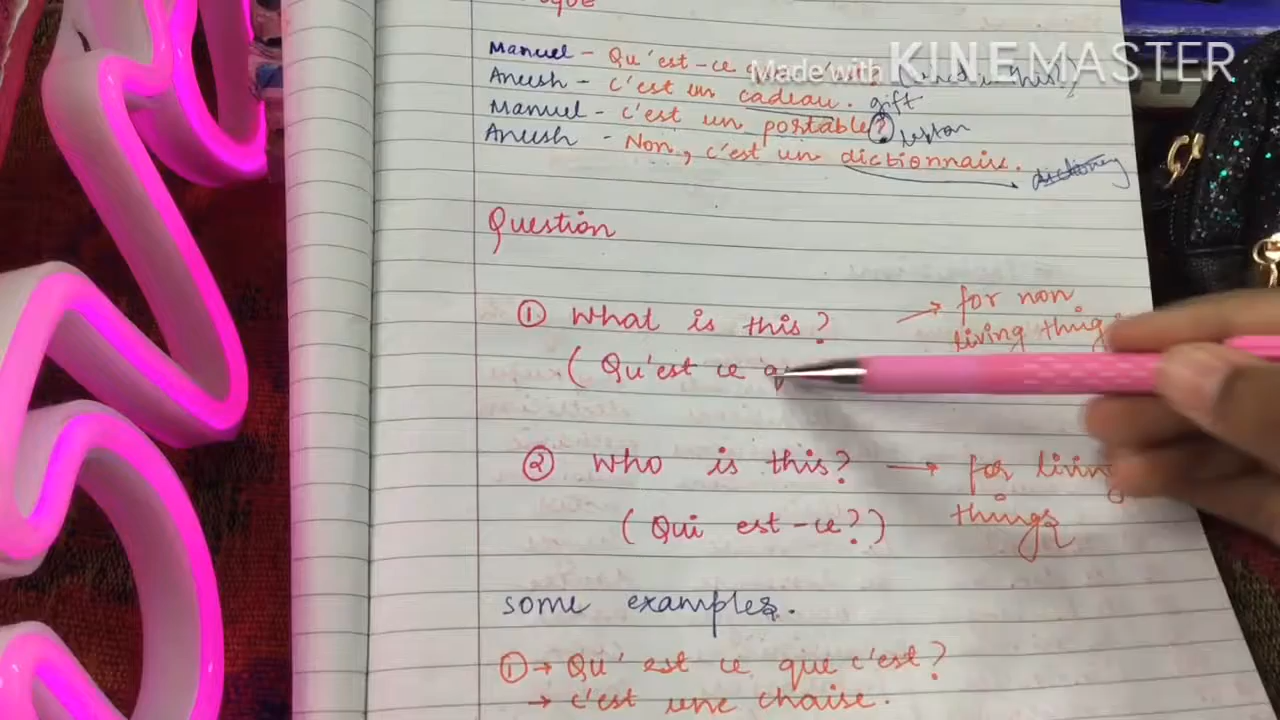 Manuel - Qu'est-ce
Made with KINEMASTER
Aneesh - C'est un cadeau. gift
Manuel - C'est un portable?
Aneesh - Non, c'est un dictionnaire. dictionary
Question
① What is this? → for non
living thing
(Qu'est ce
② Who is this? → for living
things
(Qui est-ce?)
some examples.
① → Qu'est ce que c'est?
→ C'est une chaise.